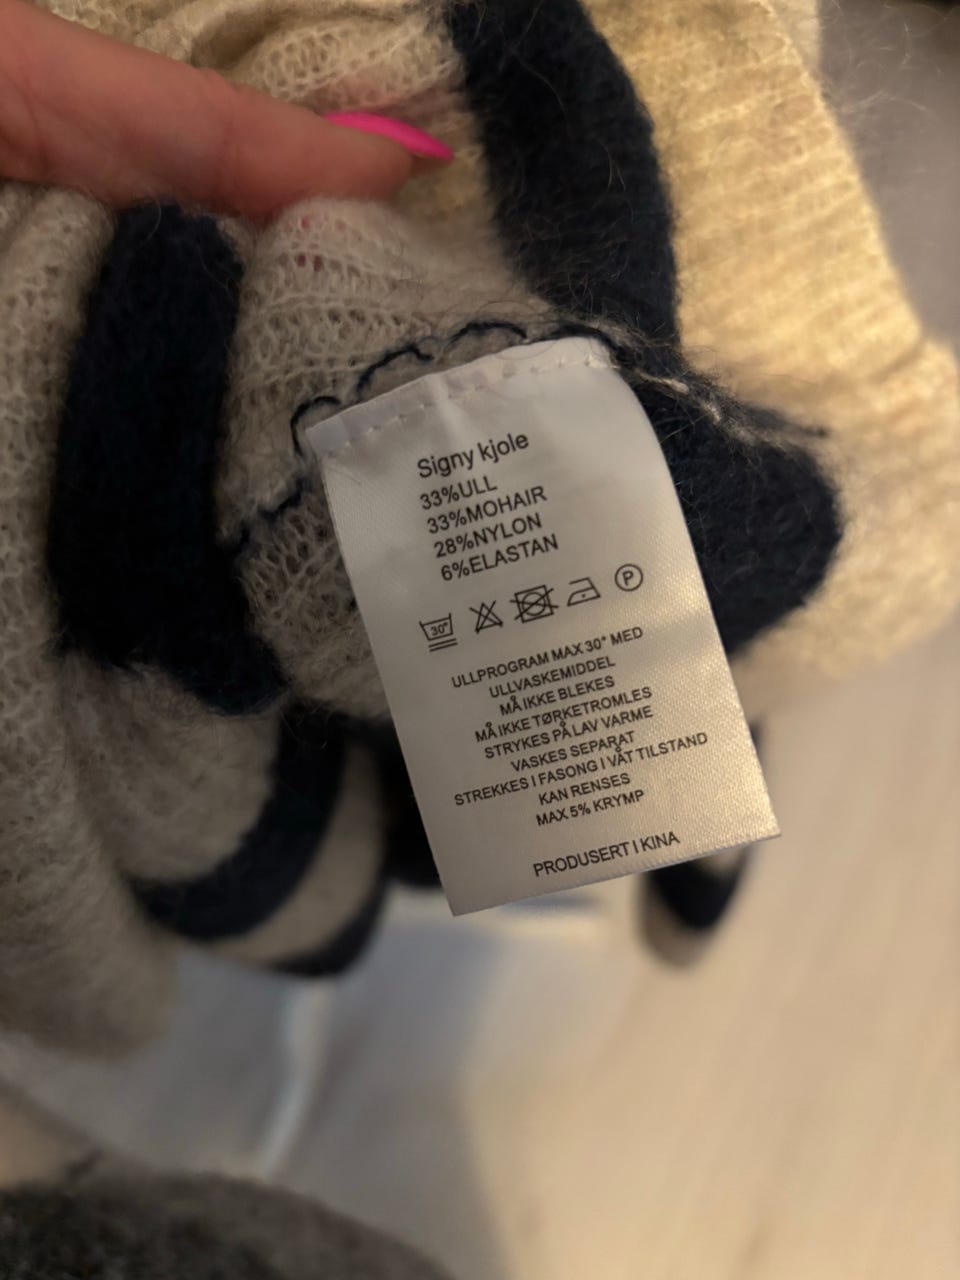 Signy kjole
33%ULL
33%MOHAIR
28%NYLON
6%ELASTAN
30° P
ULLPROGRAM MAX 30° MED
ULLVASKEMIDDEL
MÅ IKKE BLEKES
MÅ IKKE TØRKETROMLES
STRYKES PÅ LAV VARME
VASKES SEPARAT
STREKKES I FASONG I VÅT TILSTAND
KAN RENSES
MAX 5% KRYMP
PRODUSERT I KINA